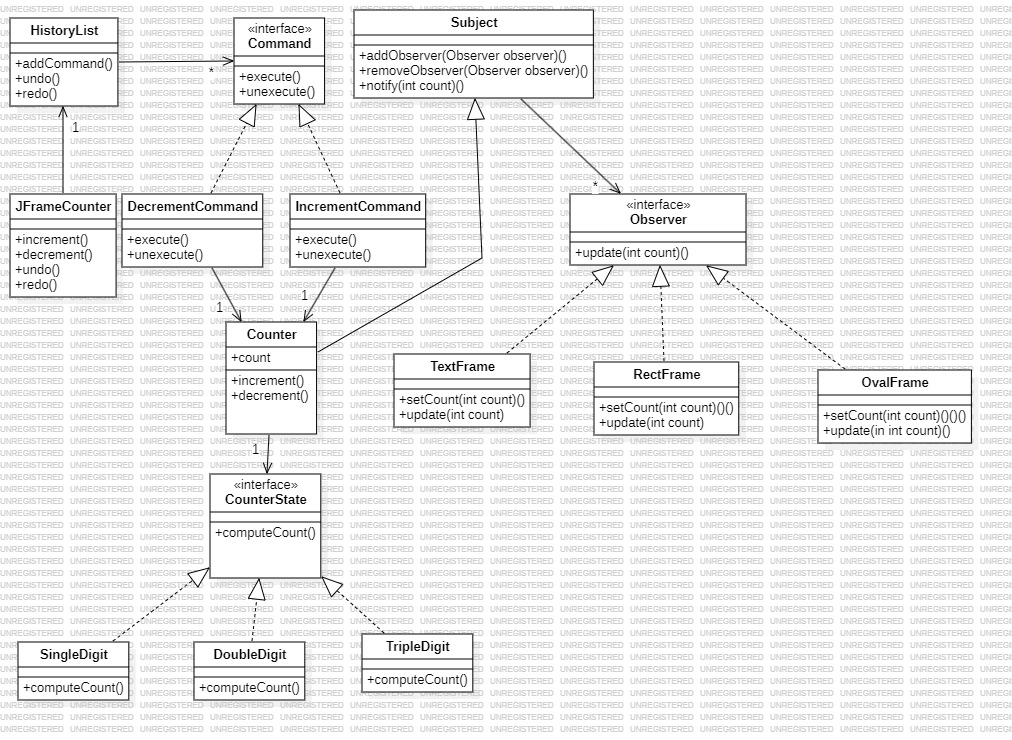 HistoryList
+addCommand()
+undo()
+redo()
«interface»
Command
+execute()
+unexecute()
Subject
+addObserver(Observer observer)()
+removeObserver(Observer observer)()
+notify(int count)()
*
1
JFrameCounter
+increment()
+decrement()
+undo()
+redo()
DecrementCommand
+execute()
+unexecute()
IncrementCommand
+execute()
+unexecute()
*
«interface»
Observer
+update(int count)()
1
1
Counter
+count
+increment()
+decrement()
TextFrame
+setCount(int count)()
+update(int count)
RectFrame
+setCount(int count)()()()
+update(int count)
OvalFrame
+setCount(int count)()()()
+update(in int count)()
1
«interface»
CounterState
+computeCount()
SingleDigit
+computeCount()
DoubleDigit
+computeCount()
TripleDigit
+computeCount()
UNREGISTERED